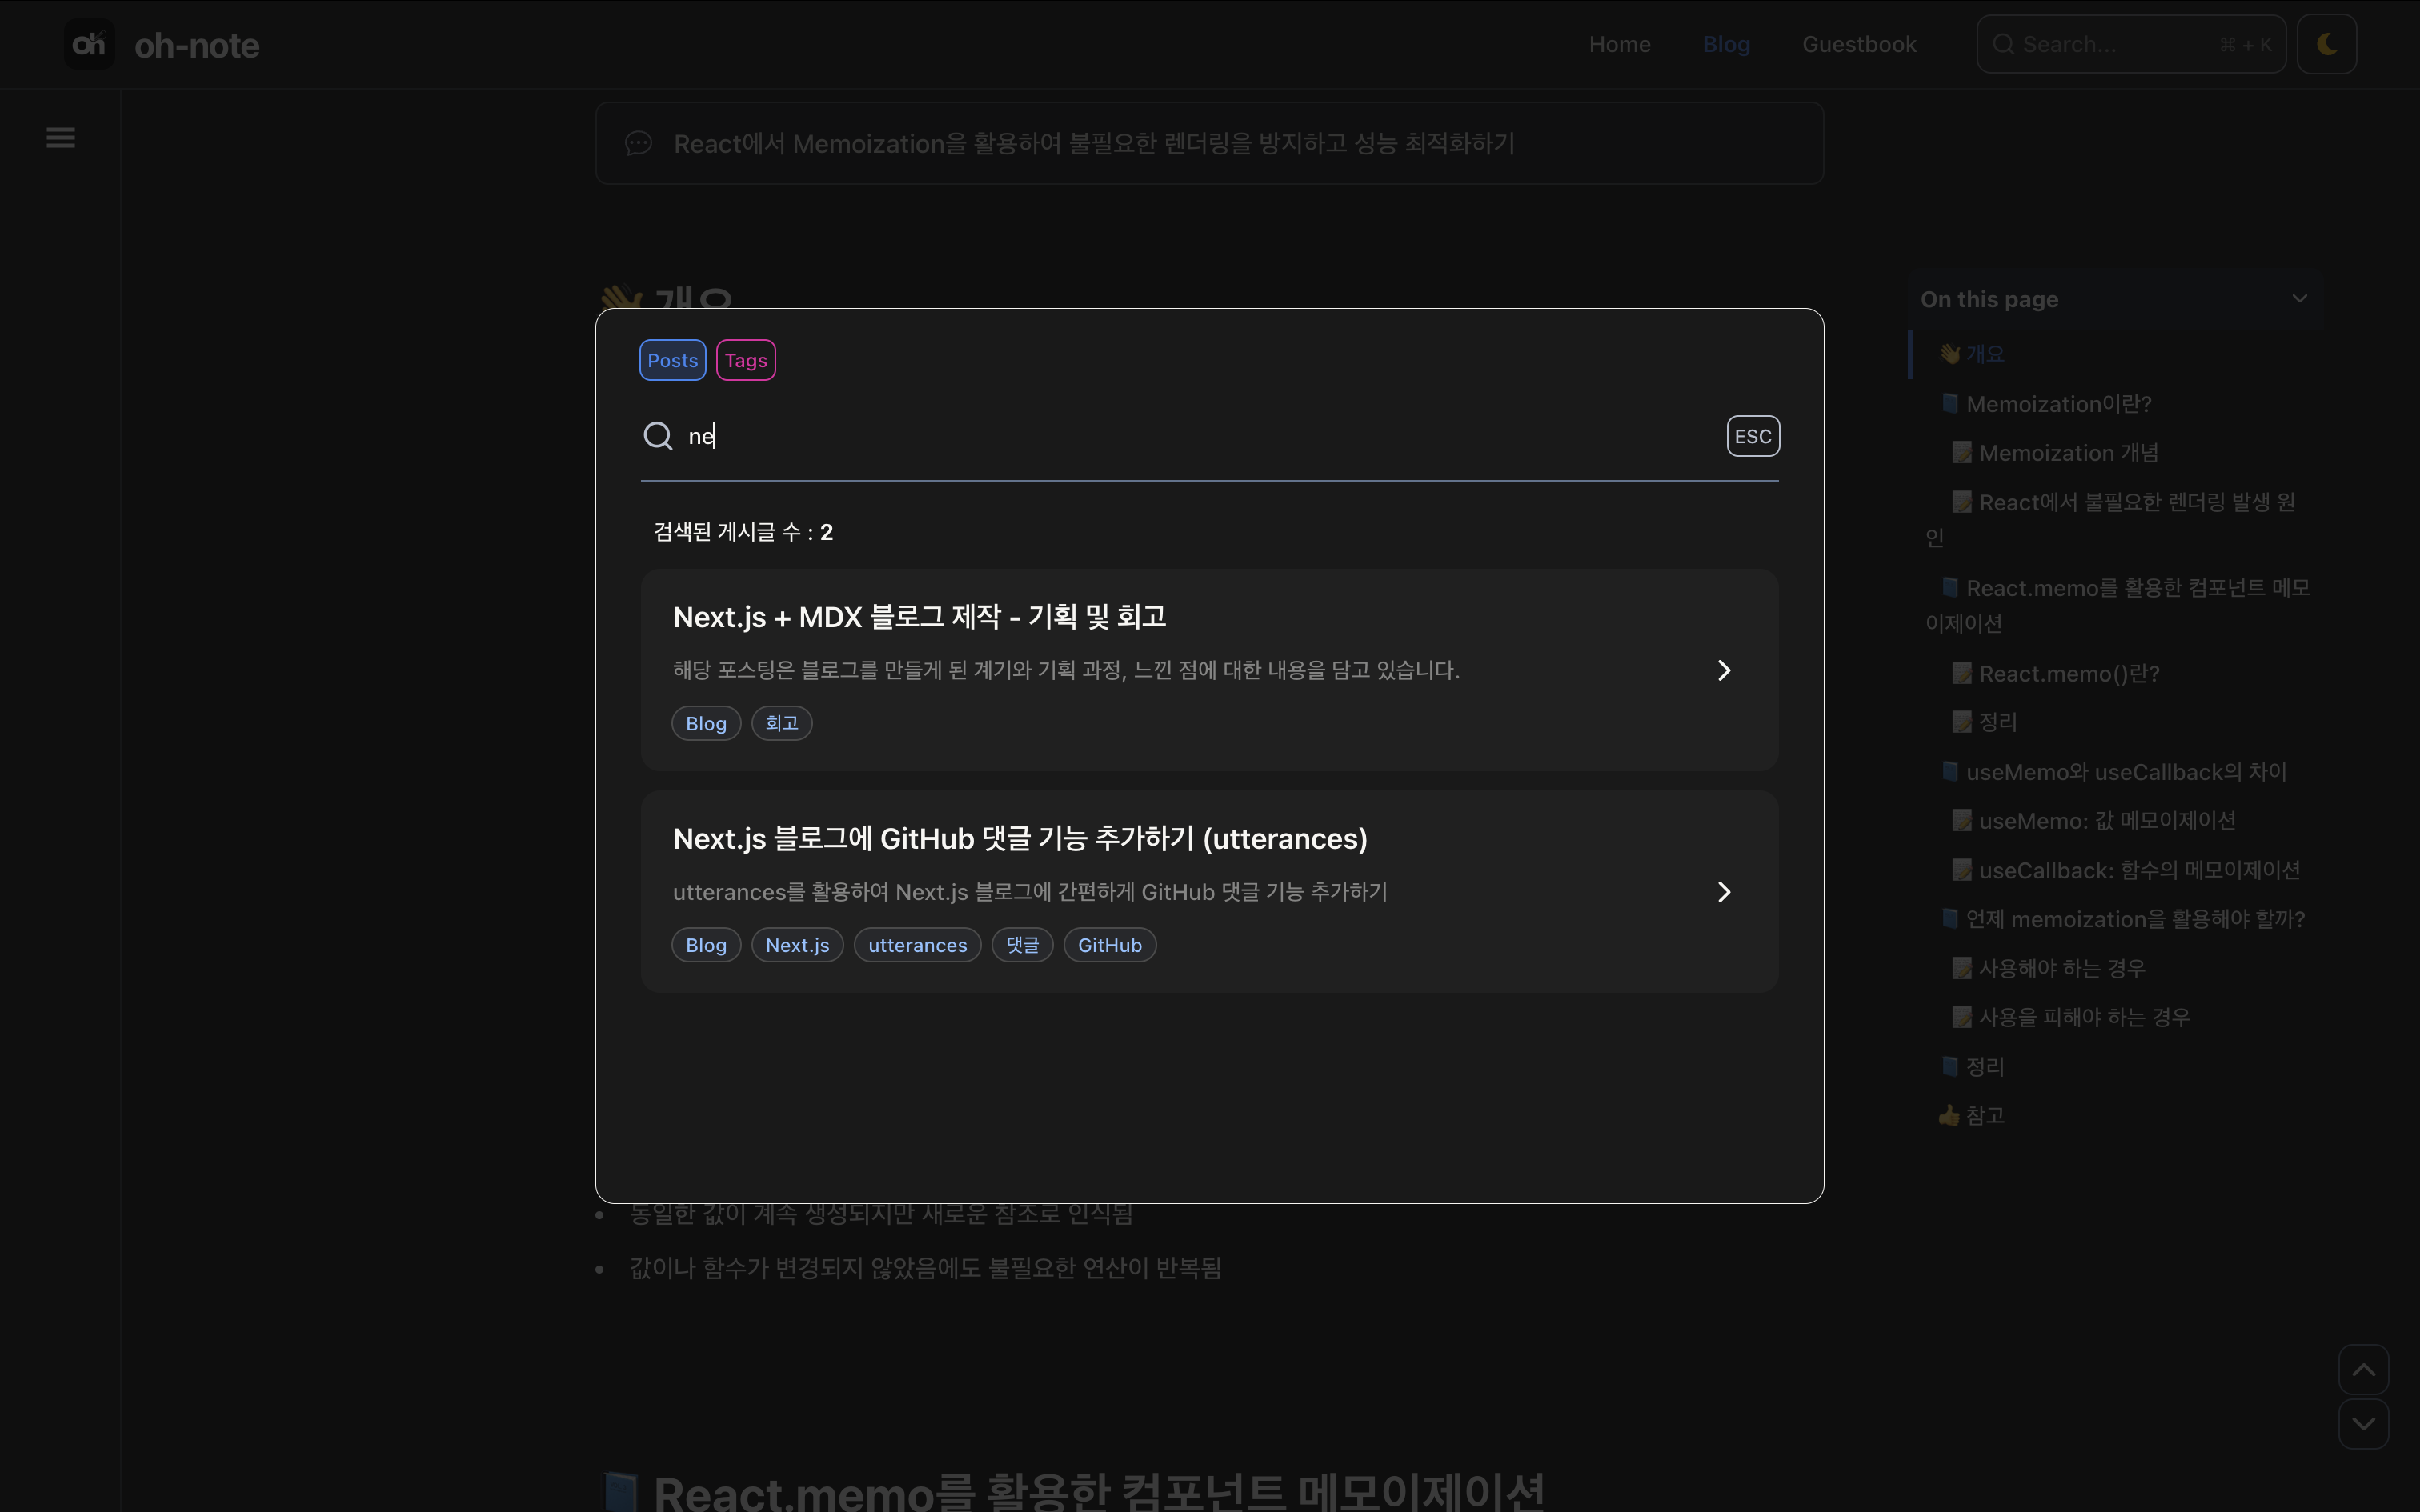 oh oh-note Home Blog Guestbook Search... ⌘ + K
React에서 Memoization을 활용하여 불필요한 렌더링을 방지하고 성능 최적화하기
👋 개요
Posts Tags
ne ESC
검색된 게시글 수 : 2
Next.js + MDX 블로그 제작 - 기획 및 회고
해당 포스팅은 블로그를 만들게 된 계기와 기획 과정, 느낀 점에 대한 내용을 담고 있습니다.
Blog 회고
Next.js 블로그에 GitHub 댓글 기능 추가하기 (utterances)
utterances를 활용하여 Next.js 블로그에 간편하게 GitHub 댓글 기능 추가하기
Blog Next.js utterances 댓글 GitHub
• 동일한 값이 계속 생성되지만 새로운 참조로 인식됨
• 값이나 함수가 변경되지 않았음에도 불필요한 연산이 반복됨
📘 React.memo를 활용한 컴포넌트 메모이제이션
On this page
👋 개요
📘 Memoization이란?
📝 Memoization 개념
📝 React에서 불필요한 렌더링 발생 원
인
📘 React.memo를 활용한 컴포넌트 메모
이제이션
📝 React.memo()란?
📝 정리
📘 useMemo와 useCallback의 차이
📝 useMemo: 값 메모이제이션
📝 useCallback: 함수의 메모이제이션
📘 언제 memoization을 활용해야 할까?
📝 사용해야 하는 경우
📝 사용을 피해야 하는 경우
📘 정리
👍 참고